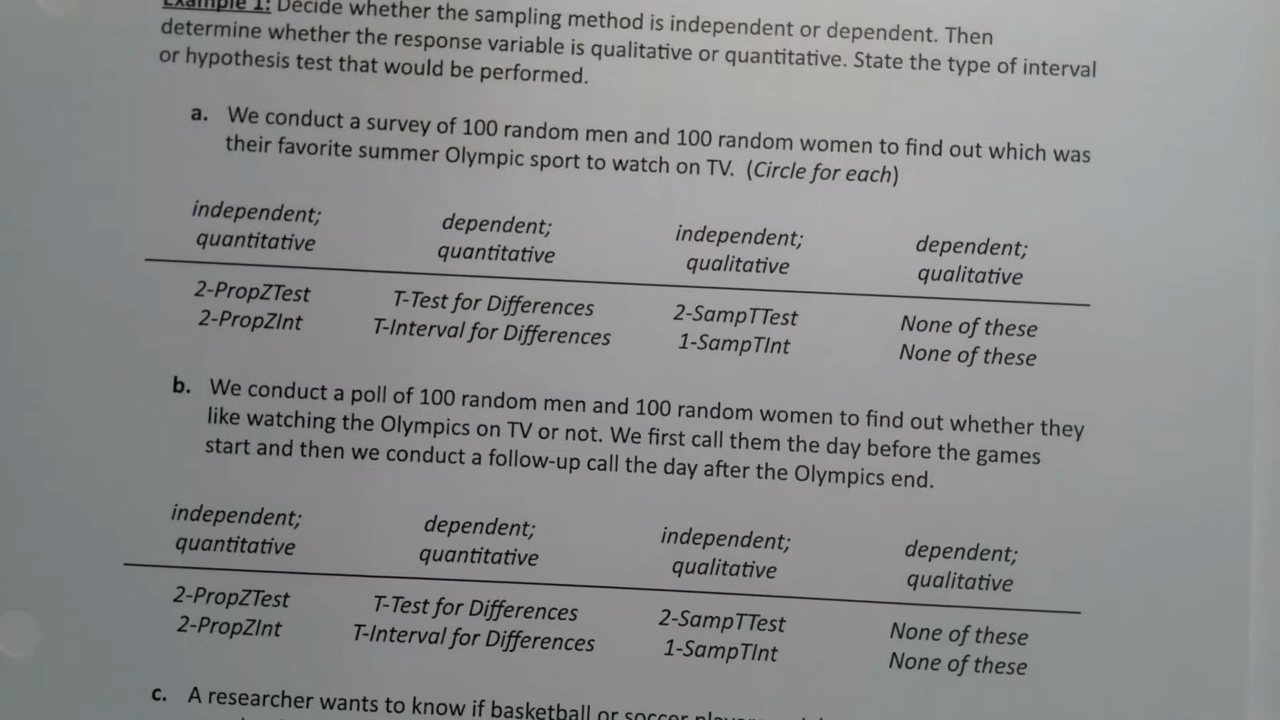 Example 1: Decide whether the sampling method is independent or dependent. Then
determine whether the response variable is qualitative or quantitative. State the type of interval
or hypothesis test that would be performed.
a. We conduct a survey of 100 random men and 100 random women to find out which was
their favorite summer Olympic sport to watch on TV. (Circle for each)
independent;
quantitative
dependent;
quantitative
independent;
qualitative
dependent;
qualitative
2-PropZTest
2-PropZInt
T-Test for Differences
T-Interval for Differences
2-SampTTest
1-SampTInt
None of these
None of these
b. We conduct a poll of 100 random men and 100 random women to find out whether they
like watching the Olympics on TV or not. We first call them the day before the games
start and then we conduct a follow-up call the day after the Olympics end.
independent;
quantitative
dependent;
quantitative
independent;
qualitative
dependent;
qualitative
2-PropZTest
2-PropZInt
T-Test for Differences
T-Interval for Differences
2-SampTTest
1-SampTInt
None of these
None of these
c. A researcher wants to know if basketball or soccer